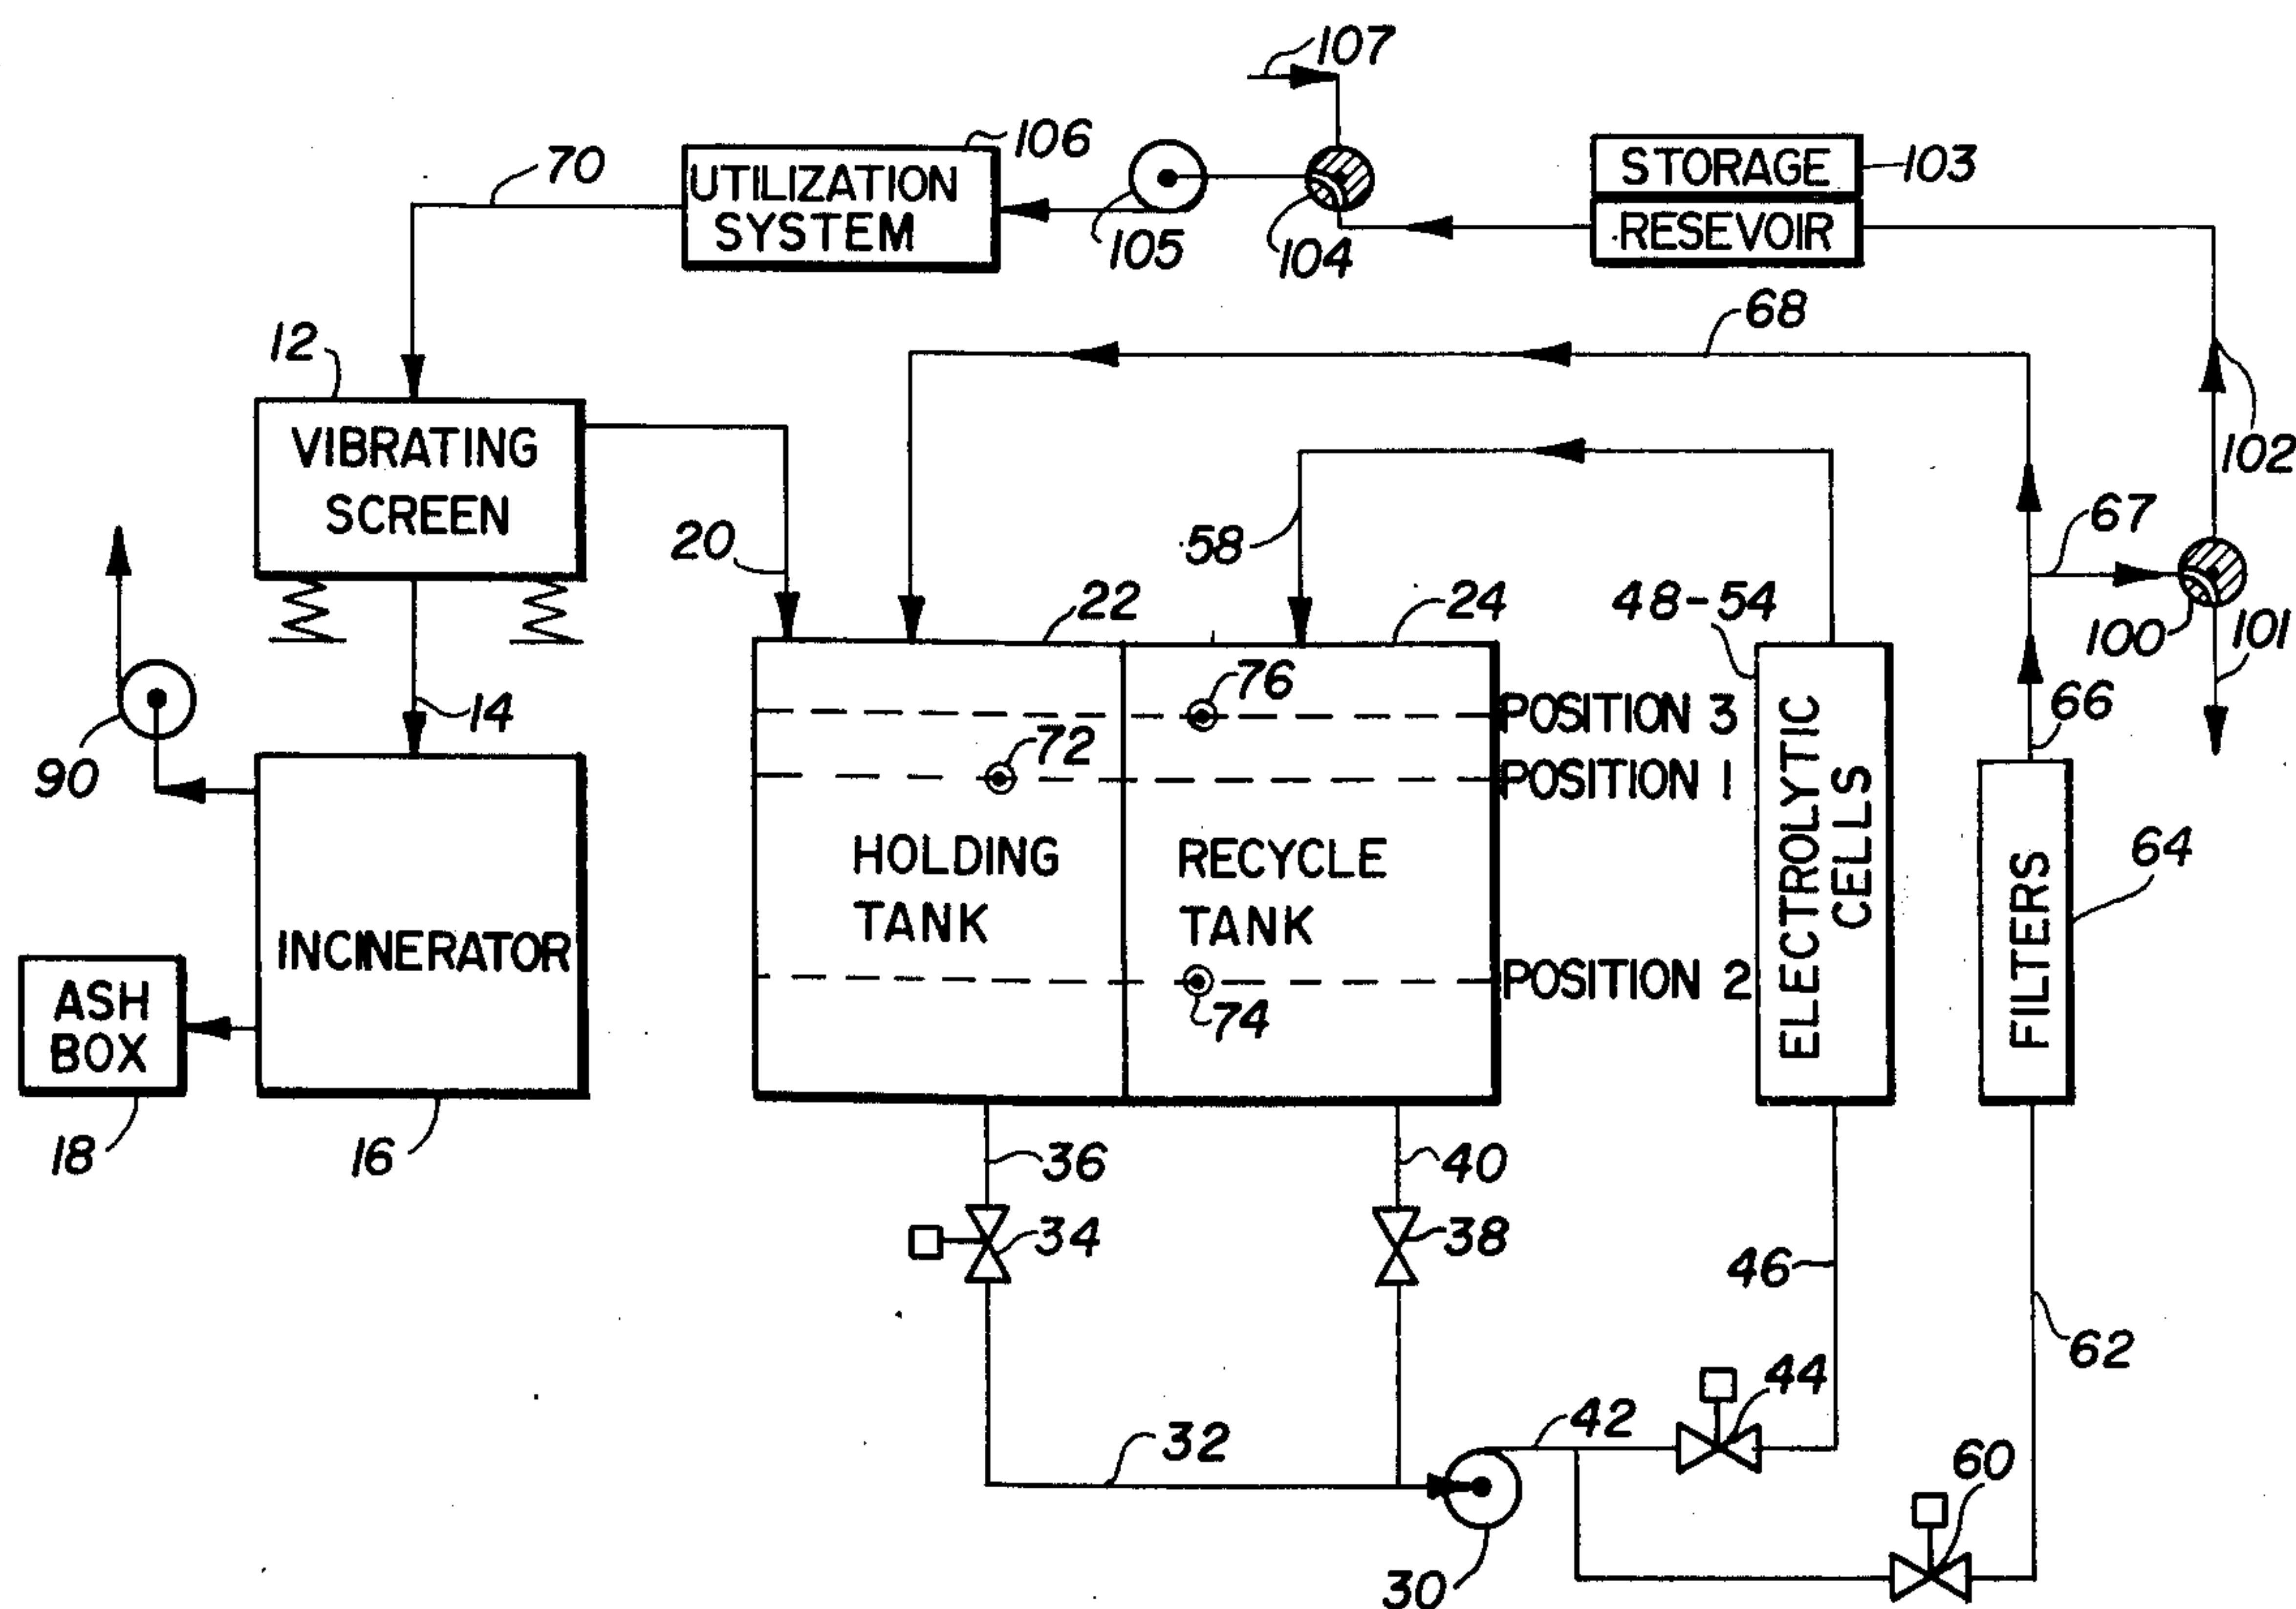 107
106
70
UTILIZATION
SYSTEM
105
104
STORAGE
RESEVOIR
103
68
12
VIBRATING
SCREEN
102
67
20
58
22
24
48-54
100
101
76
POSITION 3
66
14
72
POSITION 1
90
HOLDING
TANK
RECYCLE
TANK
ELECTROLYTIC
CELLS
FILTERS
64
INCINERATOR
POSITION 2
74
ASH
BOX
18
16
36
40
34
38
46
62
44
32
42
60
30